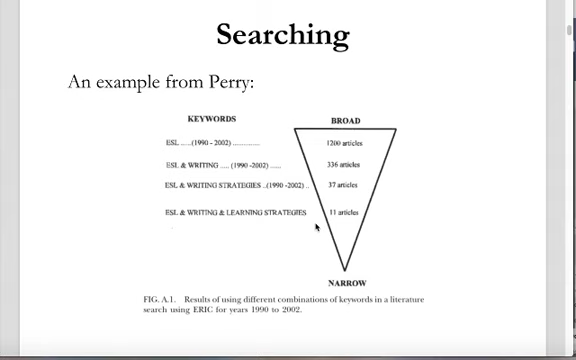 Searching
An example from Perry:
KEYWORDS
BROAD
ESL .....(1990 - 2002) .............
1200 articles
ESL & WRITING ..... (1990 -2002) .....
336 articles
ESL & WRITING STRATEGIES ..(1990 -2002) ..
37 articles
ESL & WRITING & LEARNING STRATEGIES
11 articles
NARROW
FIG. A.1. Results of using different combinations of keywords in a literature
search using ERIC for years 1990 to 2002.